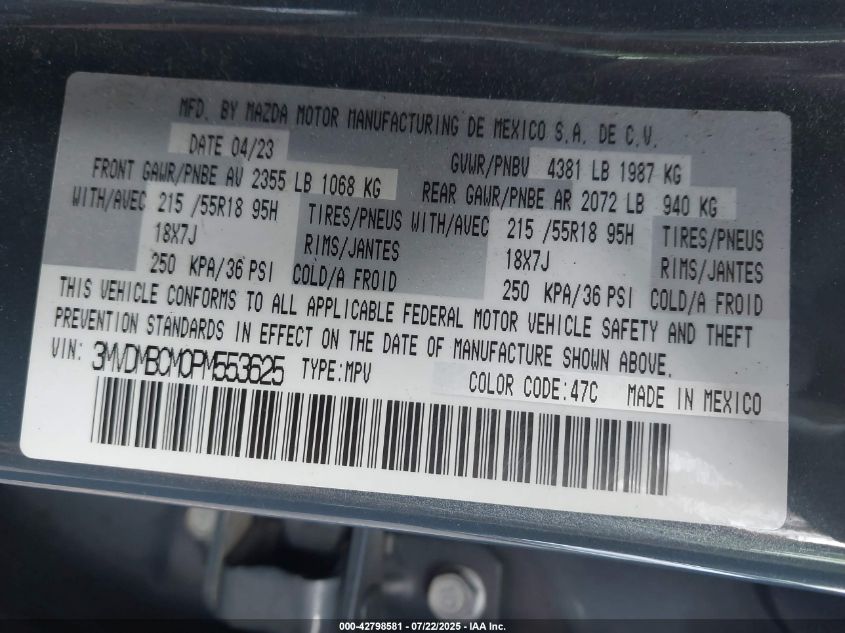 MFD. BY MAZDA MOTOR MANUFACTURING DE MEXICO S.A. DE C.V.
DATE 04/23 GVWR/PNBV 4381 LB 1987 KG
FRONT GAWR/PNBE AV 2355 LB 1068 KG REAR GAWR/PNBE AR 2072 LB 940 KG
WITH/AVEC 215 /55R18 95H TIRES/PNEUS WITH/AVEC 215 /55R18 95H TIRES/PNEUS
18X7J RIMS/JANTES 18X7J RIMS/JANTES
250 KPA/36 PSI COLD/A FROID 250 KPA/36 PSI COLD/A FROID
THIS VEHICLE CONFORMS TO ALL APPLICABLE FEDERAL MOTOR VEHICLE SAFETY AND THEFT
PREVENTION STANDARDS IN EFFECT ON THE DATE OF MANUFACTURE SHOWN ABOVE.
VIN: 3MVDMBCM0PM553625 TYPE:MPV COLOR CODE:47C MADE IN MEXICO
000-42798581 - 07/22/2025 - IAA Inc.